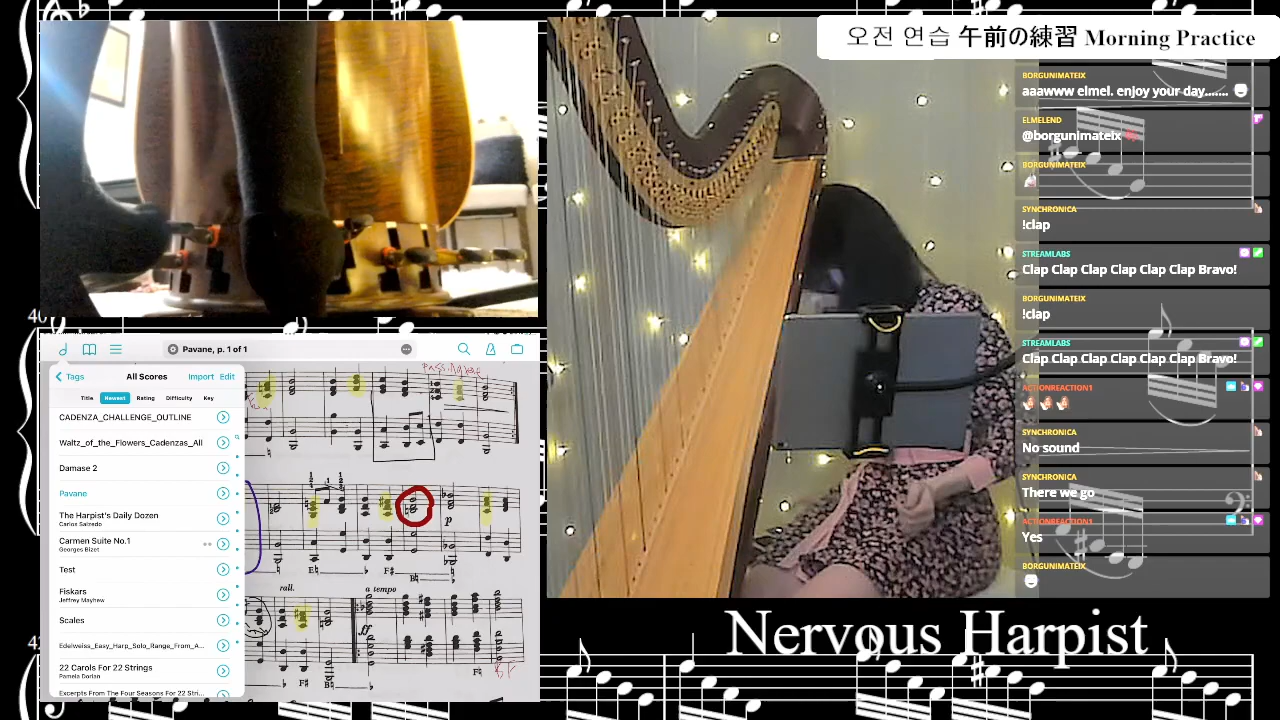 오전 연습 午前の練習 Morning Practice
BORGUNIMATEIX
aaawww elmel. enjoy your day.......
ELMELEND
@borgunimateix
BORGUNIMATEIX
SYNCHRONICA
!clap
STREAMLABS
Clap Clap Clap Clap Clap Clap Bravo!
BORGUNIMATEIX
!clap
STREAMLABS
Clap Clap Clap Clap Clap Clap Bravo!
ACTIONREACTION1
SYNCHRONICA
No sound
SYNCHRONICA
There we go
ACTIONREACTION1
Yes
BORGUNIMATEIX
Nervous Harpist
40
Pavane, p. 1 of 1
Tags All Scores Import Edit
Title Newest Rating Difficulty Key
CADENZA_CHALLENGE_OUTLINE
Waltz_of_the_Flowers_Cadenzas_All
Damase 2
Pavane
The Harpist's Daily Dozen
Carlos Salzedo
Carmen Suite No.1
Georges Bizet
Test
Fiskars
Jeffrey Mayhew
Scales
Edelweiss_Easy_Harp_Solo_Range_From_A...
22 Carols For 22 Strings
Pamela Dorian
Excerpts From The Four Seasons For 22 Stri...
p
E♮ F♯ B♮
rall. a tempo
ff
F♯ B♭ F♮